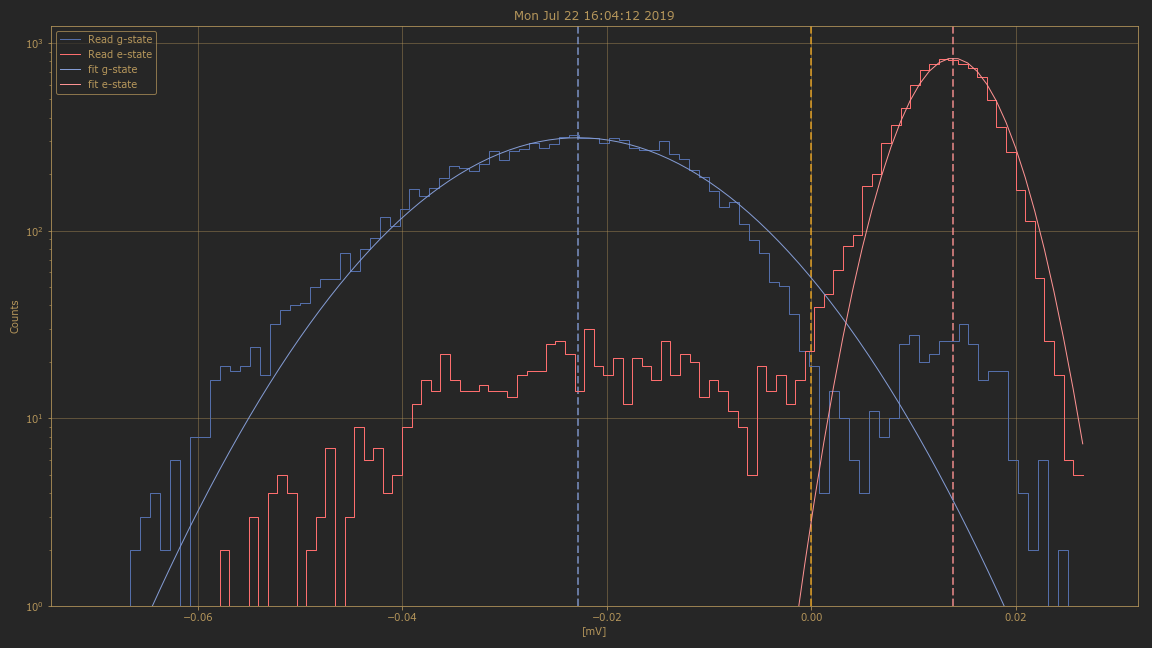 Mon Jul 22 16:04:12 2019
Read g-state
Read e-state
fit g-state
fit e-state
Counts
10³
10²
10¹
10⁰
−0.06 −0.04 −0.02 0.00 0.02
[mV]